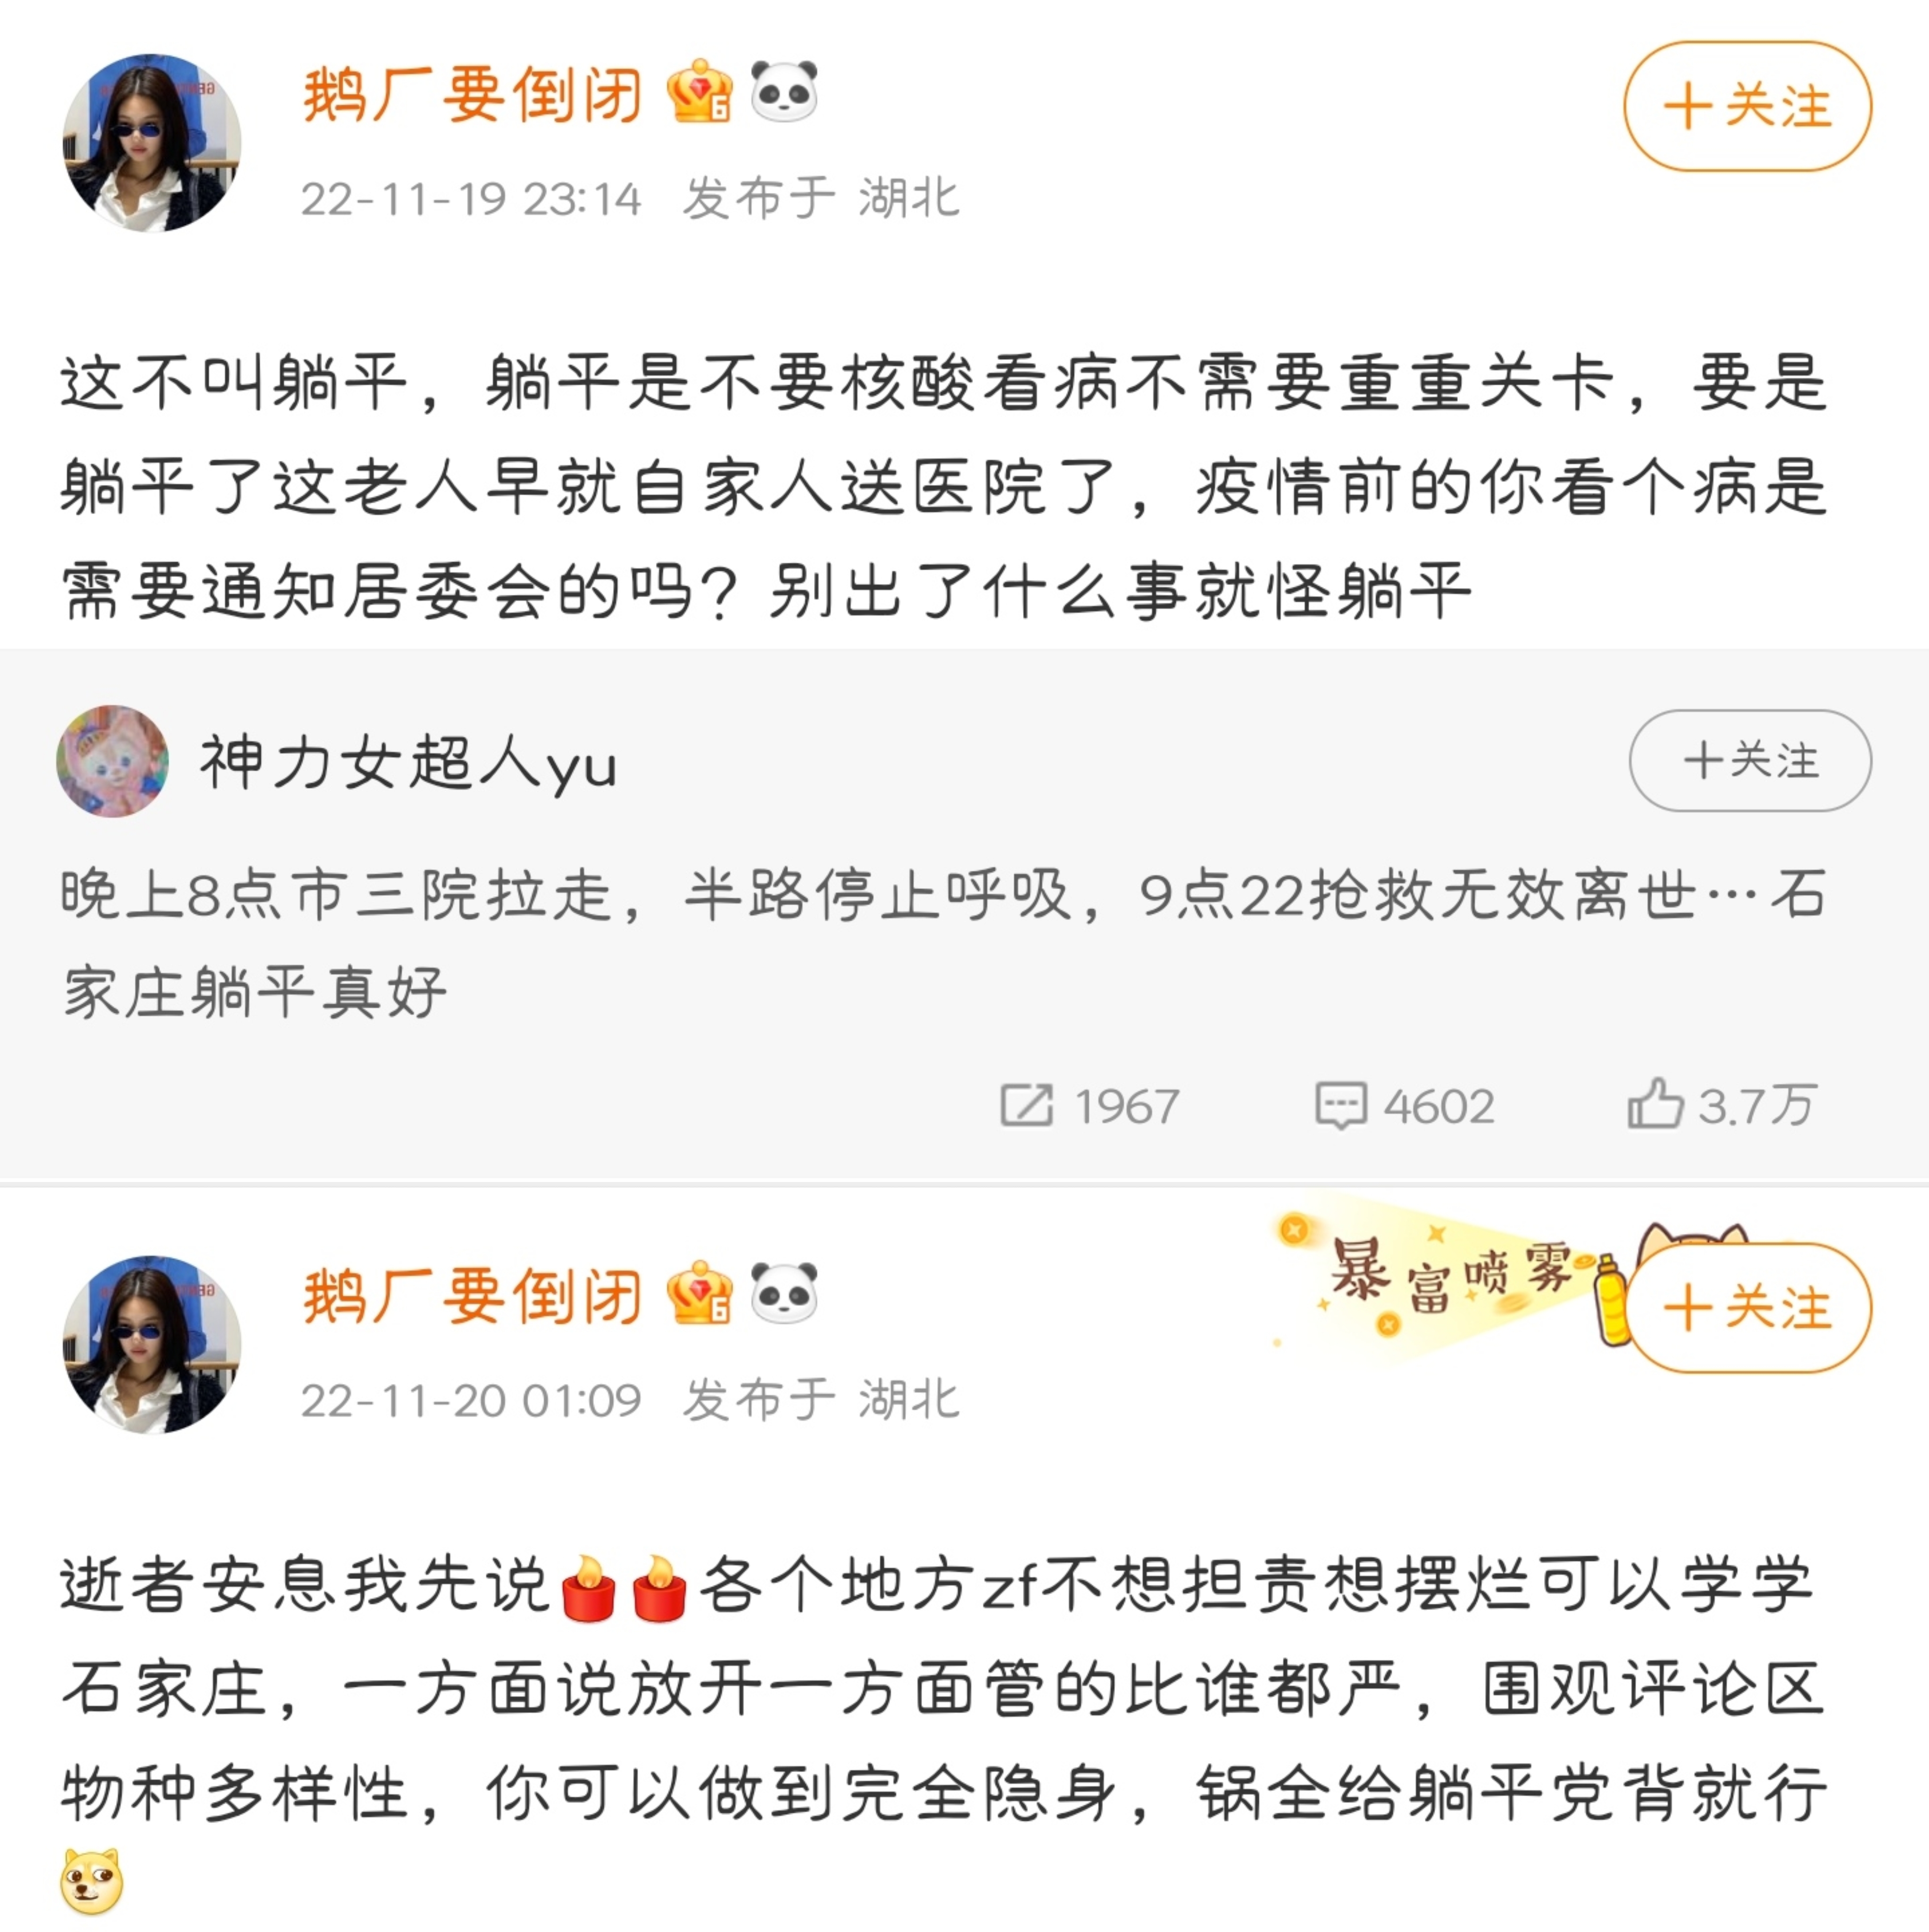 鹅厂要倒闭
+关注
22-11-19 23:14 发布于 湖北
这不叫躺平，躺平是不要核酸看病不需要重重关卡，要是
躺平了这老人早就自家人送医院了，疫情前的你看个病是
需要通知居委会的吗？别出了什么事就怪躺平
神力女超人yu
+关注
晚上8点市三院拉走，半路停止呼吸，9点22抢救无效离世…石
家庄躺平真好
1967 4602 3.7万
暴富喷雾
鹅厂要倒闭
+关注
22-11-20 01:09 发布于 湖北
逝者安息我先说🕯️🕯️各个地方zf不想担责想摆烂可以学学
石家庄，一方面说放开一方面管的比谁都严，围观评论区
物种多样性，你可以做到完全隐身，锅全给躺平党背就行